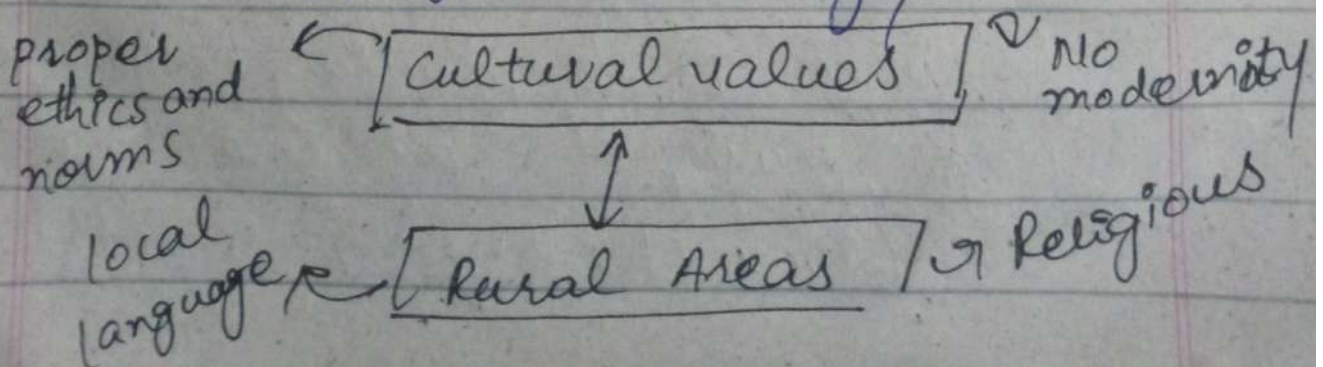 proper
ethics and
norms
Cultural values
No
modernity
local
language
Rural Areas
Religious